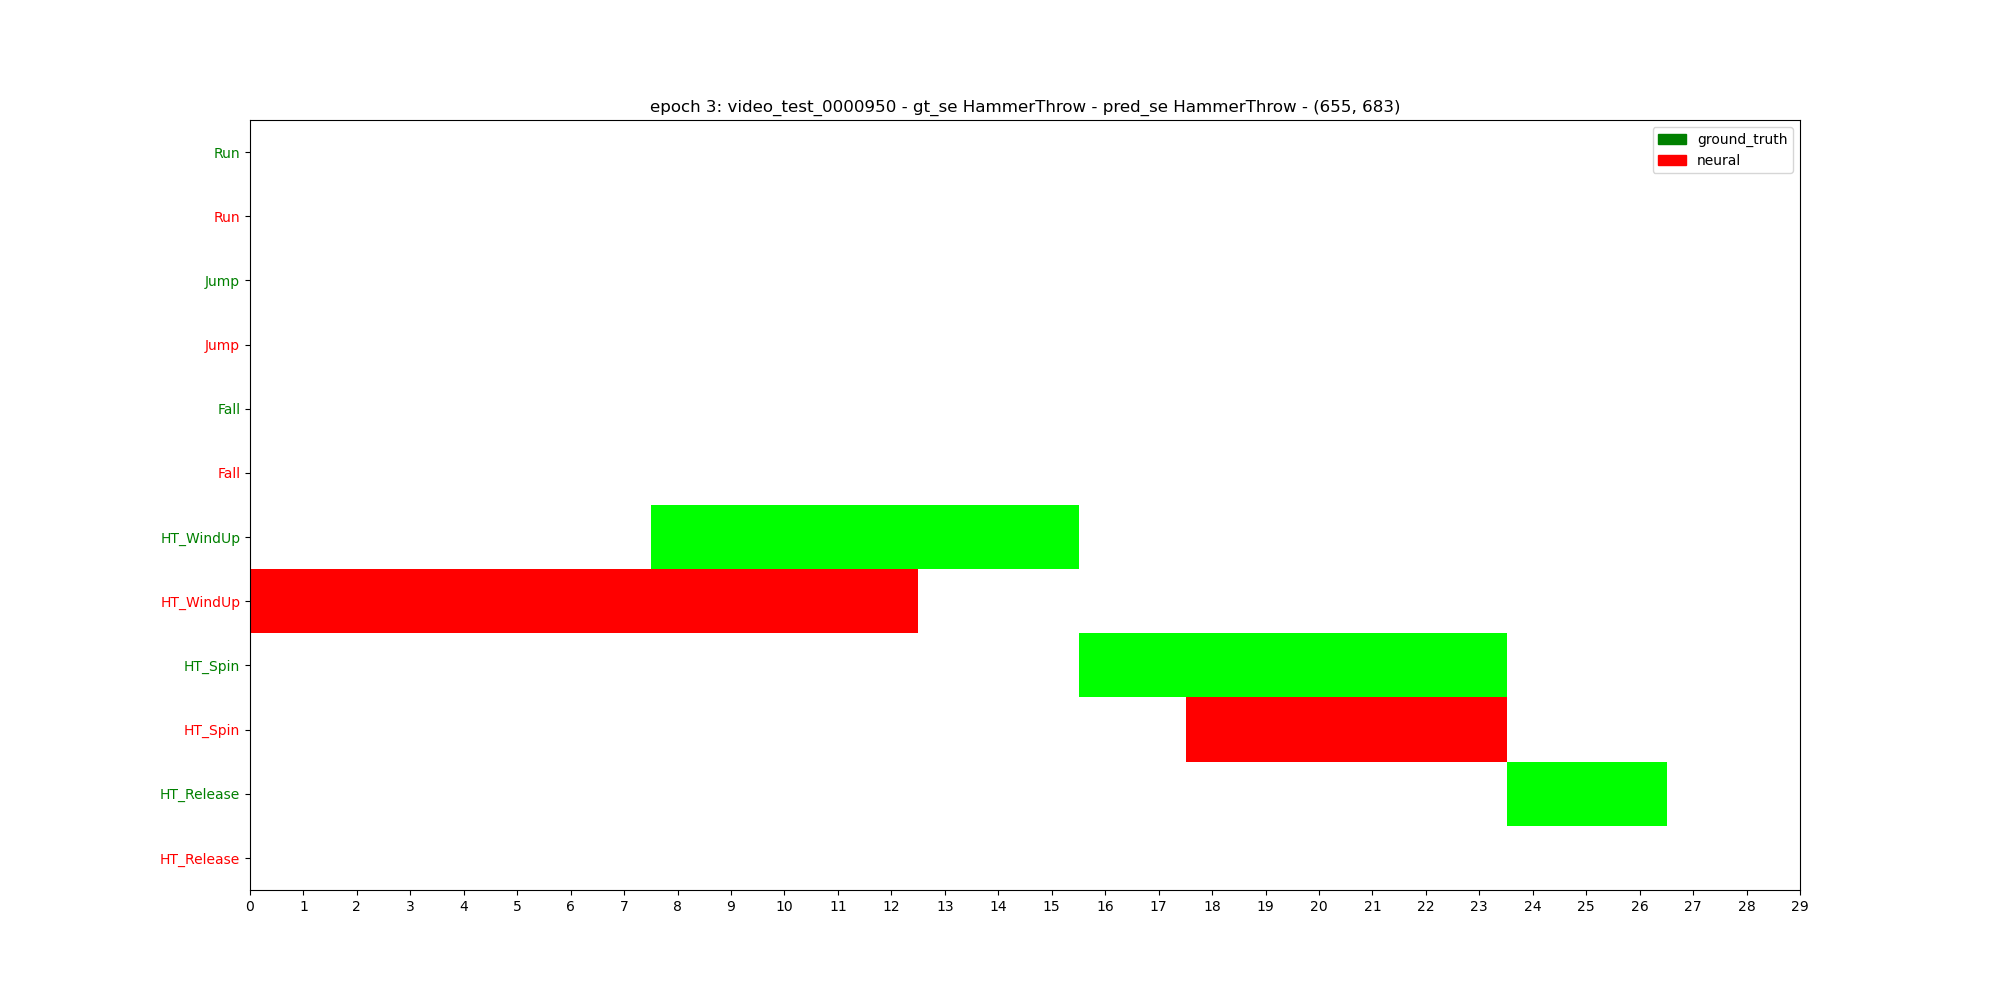 epoch 3: video_test_0000950 - gt_se HammerThrow - pred_se HammerThrow - (655, 683)
ground_truth
neural
Run
Run
Jump
Jump
Fall
Fall
HT_WindUp
HT_WindUp
HT_Spin
HT_Spin
HT_Release
HT_Release
0 1 2 3 4 5 6 7 8 9 10 11 12 13 14 15 16 17 18 19 20 21 22 23 24 25 26 27 28 29